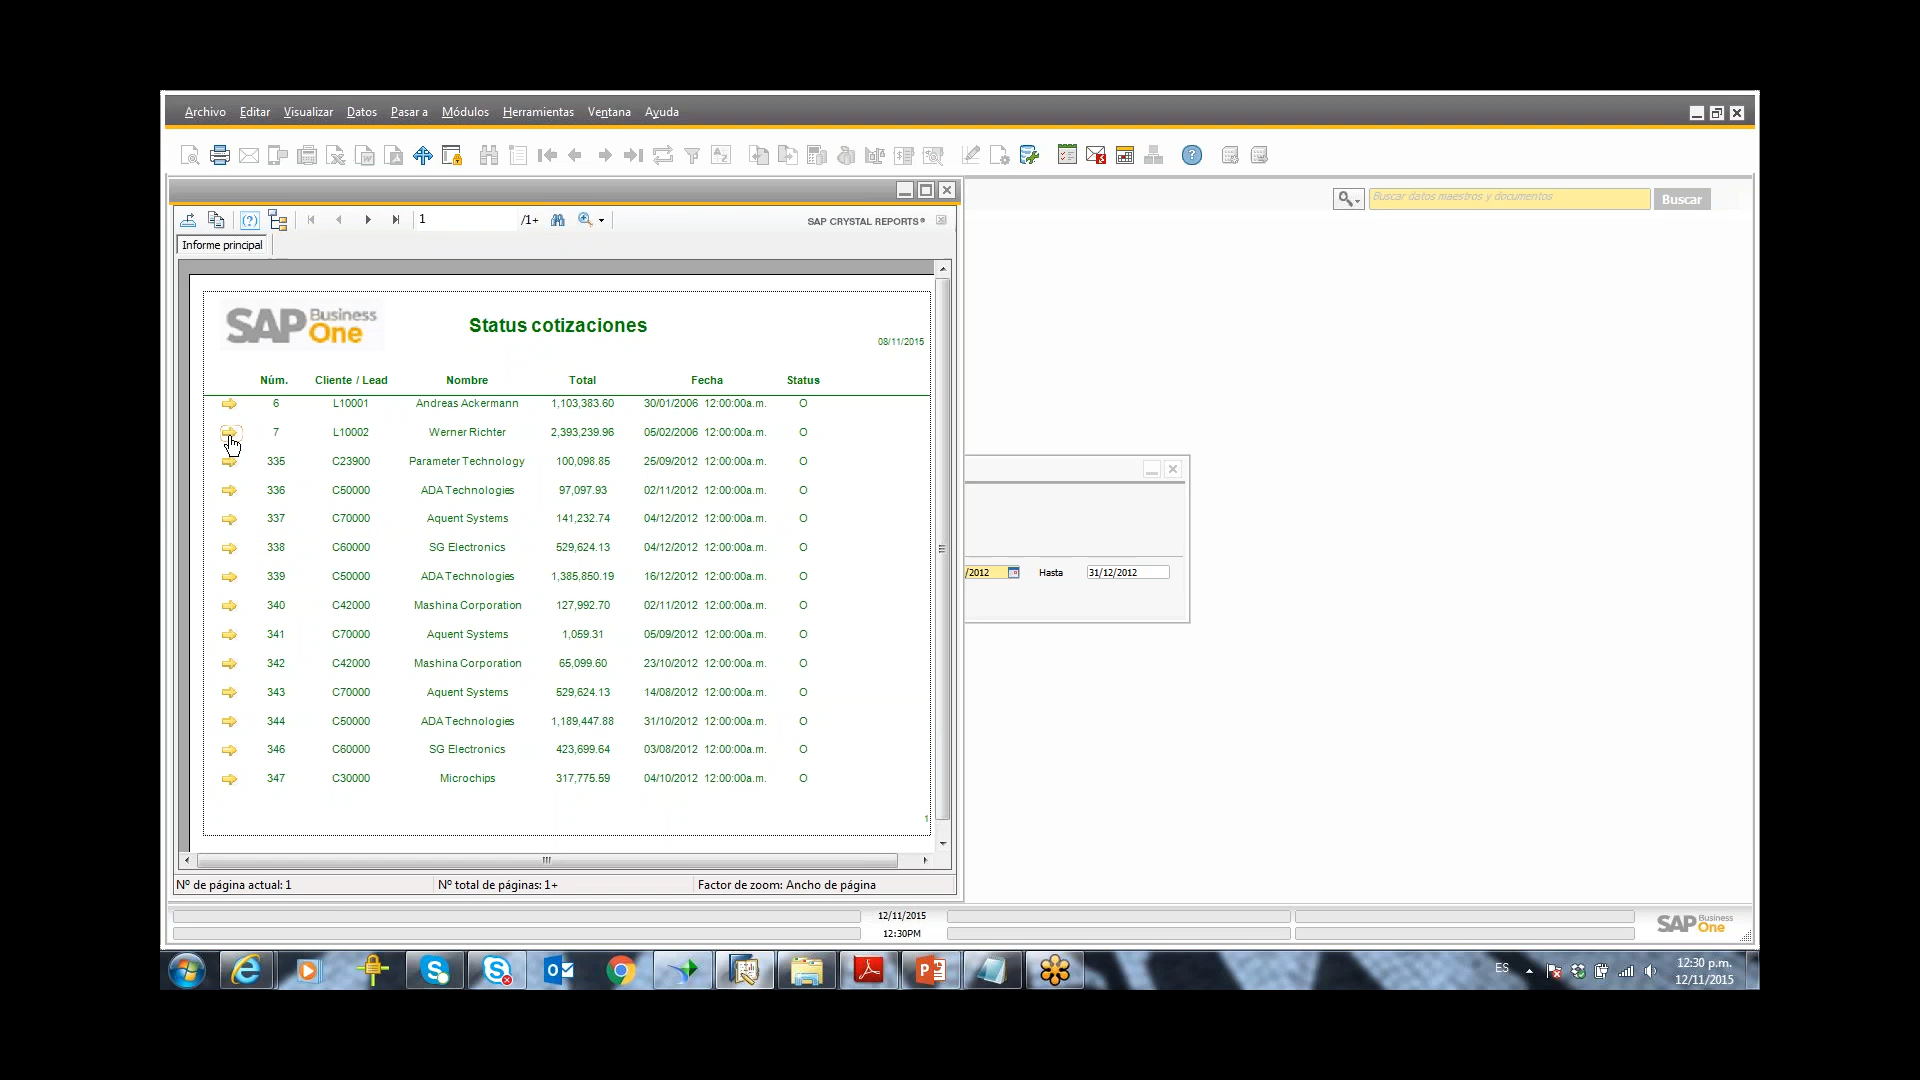 Archivo Editar Visualizar Datos Pasar a Módulos Herramientas Ventana Ayuda
Buscar datos maestros y documentos Buscar
1 /1+ SAP CRYSTAL REPORTS®
Informe principal
SAP Business One
Status cotizaciones
08/11/2015
Núm. Cliente / Lead Nombre Total Fecha Status
6 L10001 Andreas Ackermann 1,103,383.60 30/01/2006 12:00:00a.m. O
7 L10002 Werner Richter 2,393,239.96 05/02/2006 12:00:00a.m. O
335 C23900 Parameter Technology 100,098.85 25/09/2012 12:00:00a.m. O
336 C50000 ADA Technologies 97,097.93 02/11/2012 12:00:00a.m. O
337 C70000 Aquent Systems 141,232.74 04/12/2012 12:00:00a.m. O
338 C60000 SG Electronics 529,624.13 04/12/2012 12:00:00a.m. O
339 C50000 ADA Technologies 1,385,850.19 16/12/2012 12:00:00a.m. O
340 C42000 Mashina Corporation 127,992.70 02/11/2012 12:00:00a.m. O
341 C70000 Aquent Systems 1,059.31 05/09/2012 12:00:00a.m. O
342 C42000 Mashina Corporation 65,099.60 23/10/2012 12:00:00a.m. O
343 C70000 Aquent Systems 529,624.13 14/08/2012 12:00:00a.m. O
344 C50000 ADA Technologies 1,189,447.88 31/10/2012 12:00:00a.m. O
346 C60000 SG Electronics 423,699.64 03/08/2012 12:00:00a.m. O
347 C30000 Microchips 317,775.59 04/10/2012 12:00:00a.m. O
1
/2012 Hasta 31/12/2012
Nº de página actual: 1 Nº total de páginas: 1+ Factor de zoom: Ancho de página
12/11/2015
12:30PM
SAP Business One
ES 12:30 p.m.
12/11/2015